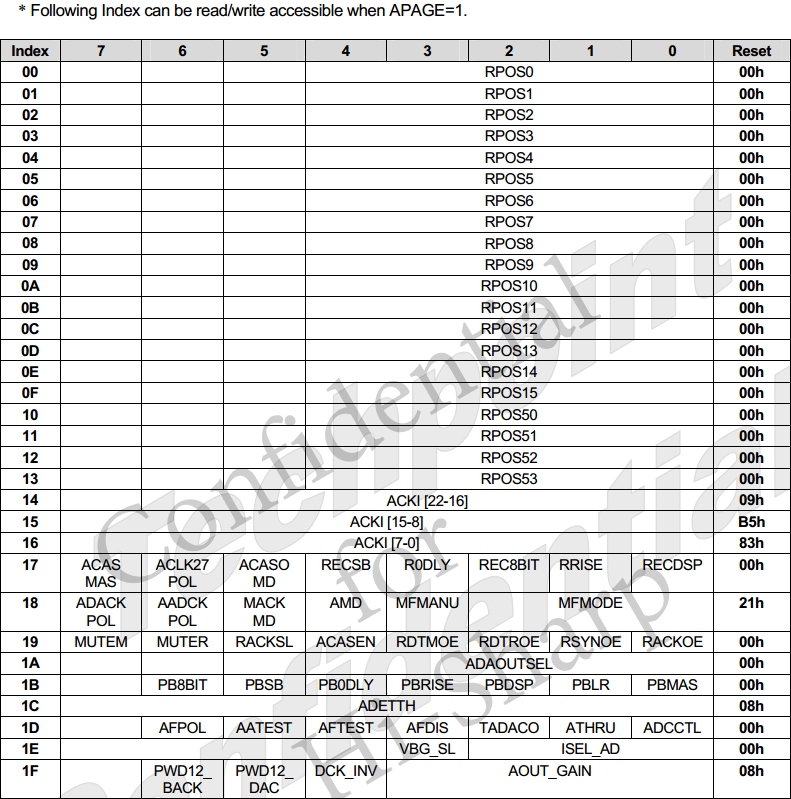 * Following Index can be read/write accessible when APAGE=1.
Index 7 6 5 4 3 2 1 0 Reset
00 RPOS0 00h
01 RPOS1 00h
02 RPOS2 00h
03 RPOS3 00h
04 RPOS4 00h
05 RPOS5 00h
06 RPOS6 00h
07 RPOS7 00h
08 RPOS8 00h
09 RPOS9 00h
0A RPOS10 00h
0B RPOS11 00h
0C RPOS12 00h
0D RPOS13 00h
0E RPOS14 00h
0F RPOS15 00h
10 RPOS50 00h
11 RPOS51 00h
12 RPOS52 00h
13 RPOS53 00h
14 ACKI [22-16] 09h
15 ACKI [15-8] B5h
16 ACKI [7-0] 83h
17 ACAS ACLK27 ACASO RECSB R0DLY REC8BIT RRISE RECDSP 00h
MAS POL MD
18 ADACK AADCK MACK AMD MFMANU MFMODE 21h
POL POL MD
19 MUTEM MUTER RACKSL ACASEN RDTMOE RDTROE RSYNOE RACKOE 00h
1A ADAOUTSEL 00h
1B PB8BIT PBSB PB0DLY PBRISE PBDSP PBLR PBMAS 00h
1C ADETTH 08h
1D AFPOL AATEST AFTEST AFDIS TADACO ATHRU ADCCTL 00h
1E VBG_SL ISEL_AD 00h
1F PWD12_ PWD12_ DCK_INV AOUT_GAIN 08h
BACK DAC
Techpoint
Confidential
Confidential
for
Hi-Sharp